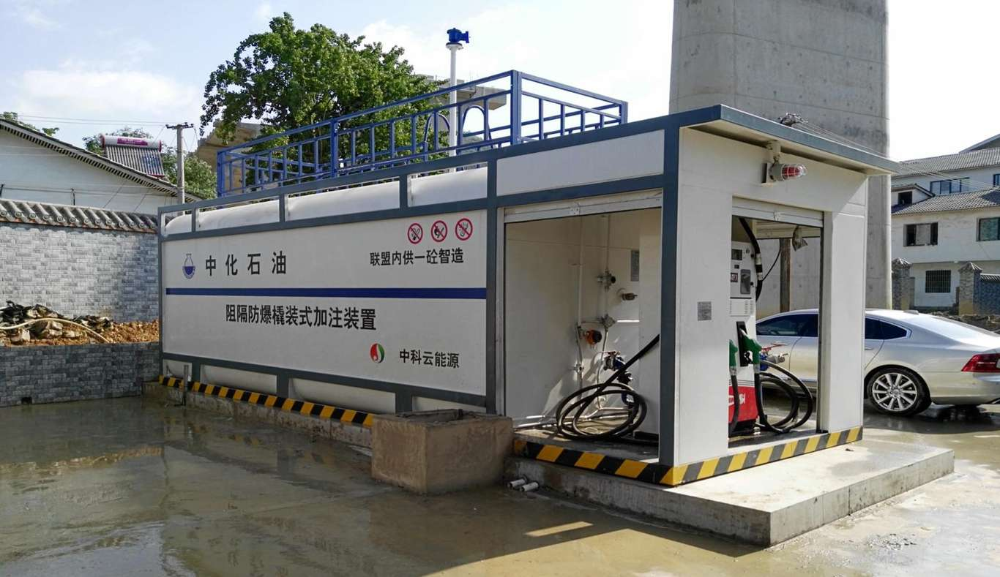 中化石油
联盟内供一砼智造
阻隔防爆橇装式加注装置
中科云能源